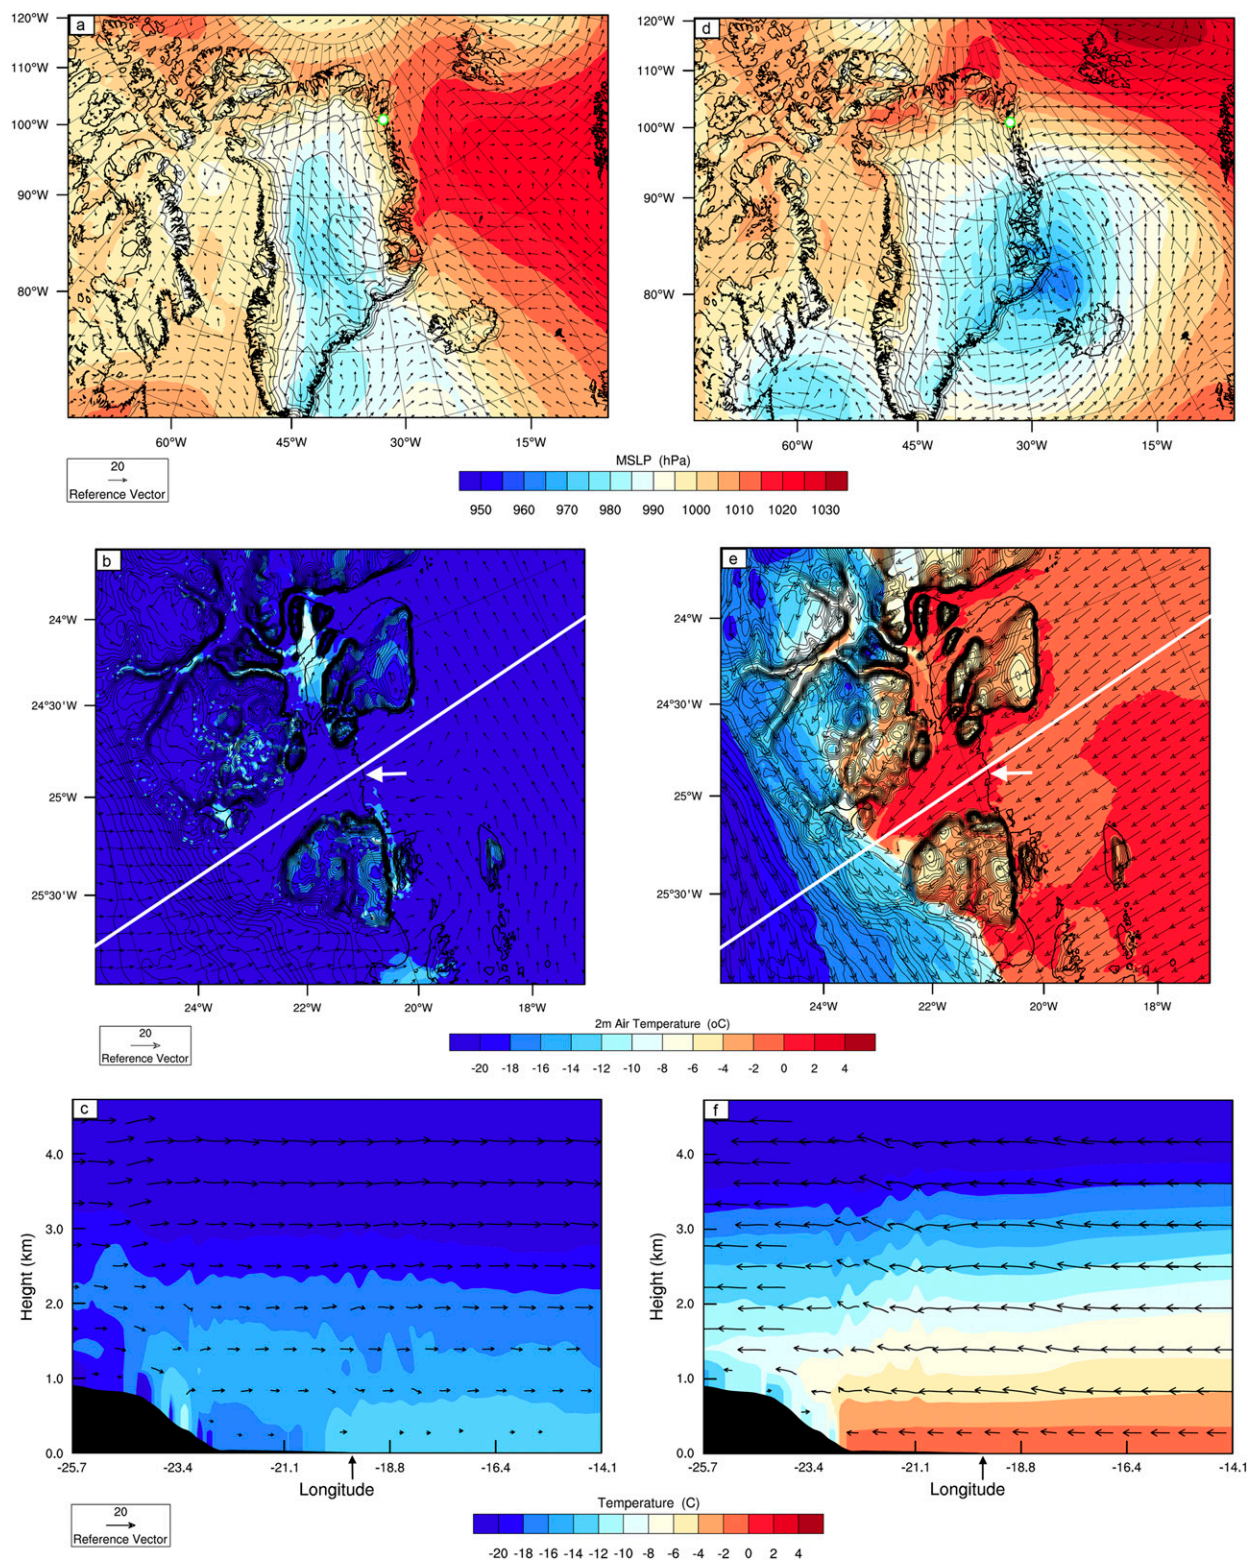 a
120°W
110°W
100°W
90°W
80°W
60°W 45°W 30°W 15°W
d
120°W
110°W
100°W
90°W
80°W
60°W 45°W 30°W 15°W
20
Reference Vector
MSLP (hPa)
950 960 970 980 990 1000 1010 1020 1030
b
24°W
24°30'W
25°W
25°30'W
24°W 22°W 20°W 18°W
e
24°W
24°30'W
25°W
25°30'W
24°W 22°W 20°W 18°W
20
Reference Vector
2m Air Temperature (oC)
-20 -18 -16 -14 -12 -10 -8 -6 -4 -2 0 2 4
c
Height (km)
4.0
3.0
2.0
1.0
0.0
-25.7 -23.4 -21.1 -18.8 -16.4 -14.1
Longitude
f
Height (km)
4.0
3.0
2.0
1.0
0.0
-25.7 -23.4 -21.1 -18.8 -16.4 -14.1
Longitude
20
Reference Vector
Temperature (C)
-20 -18 -16 -14 -12 -10 -8 -6 -4 -2 0 2 4